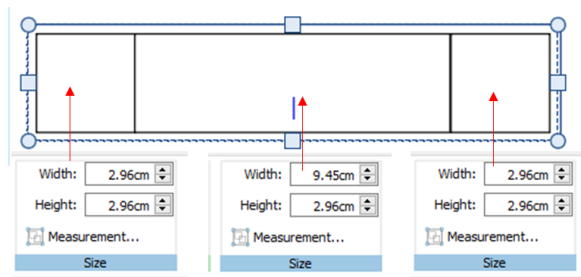 Width: 2.96cm
Height: 2.96cm
Measurement...
Size
Width: 9.45cm
Height: 2.96cm
Measurement...
Size
Width: 2.96cm
Height: 2.96cm
Measurement...
Size